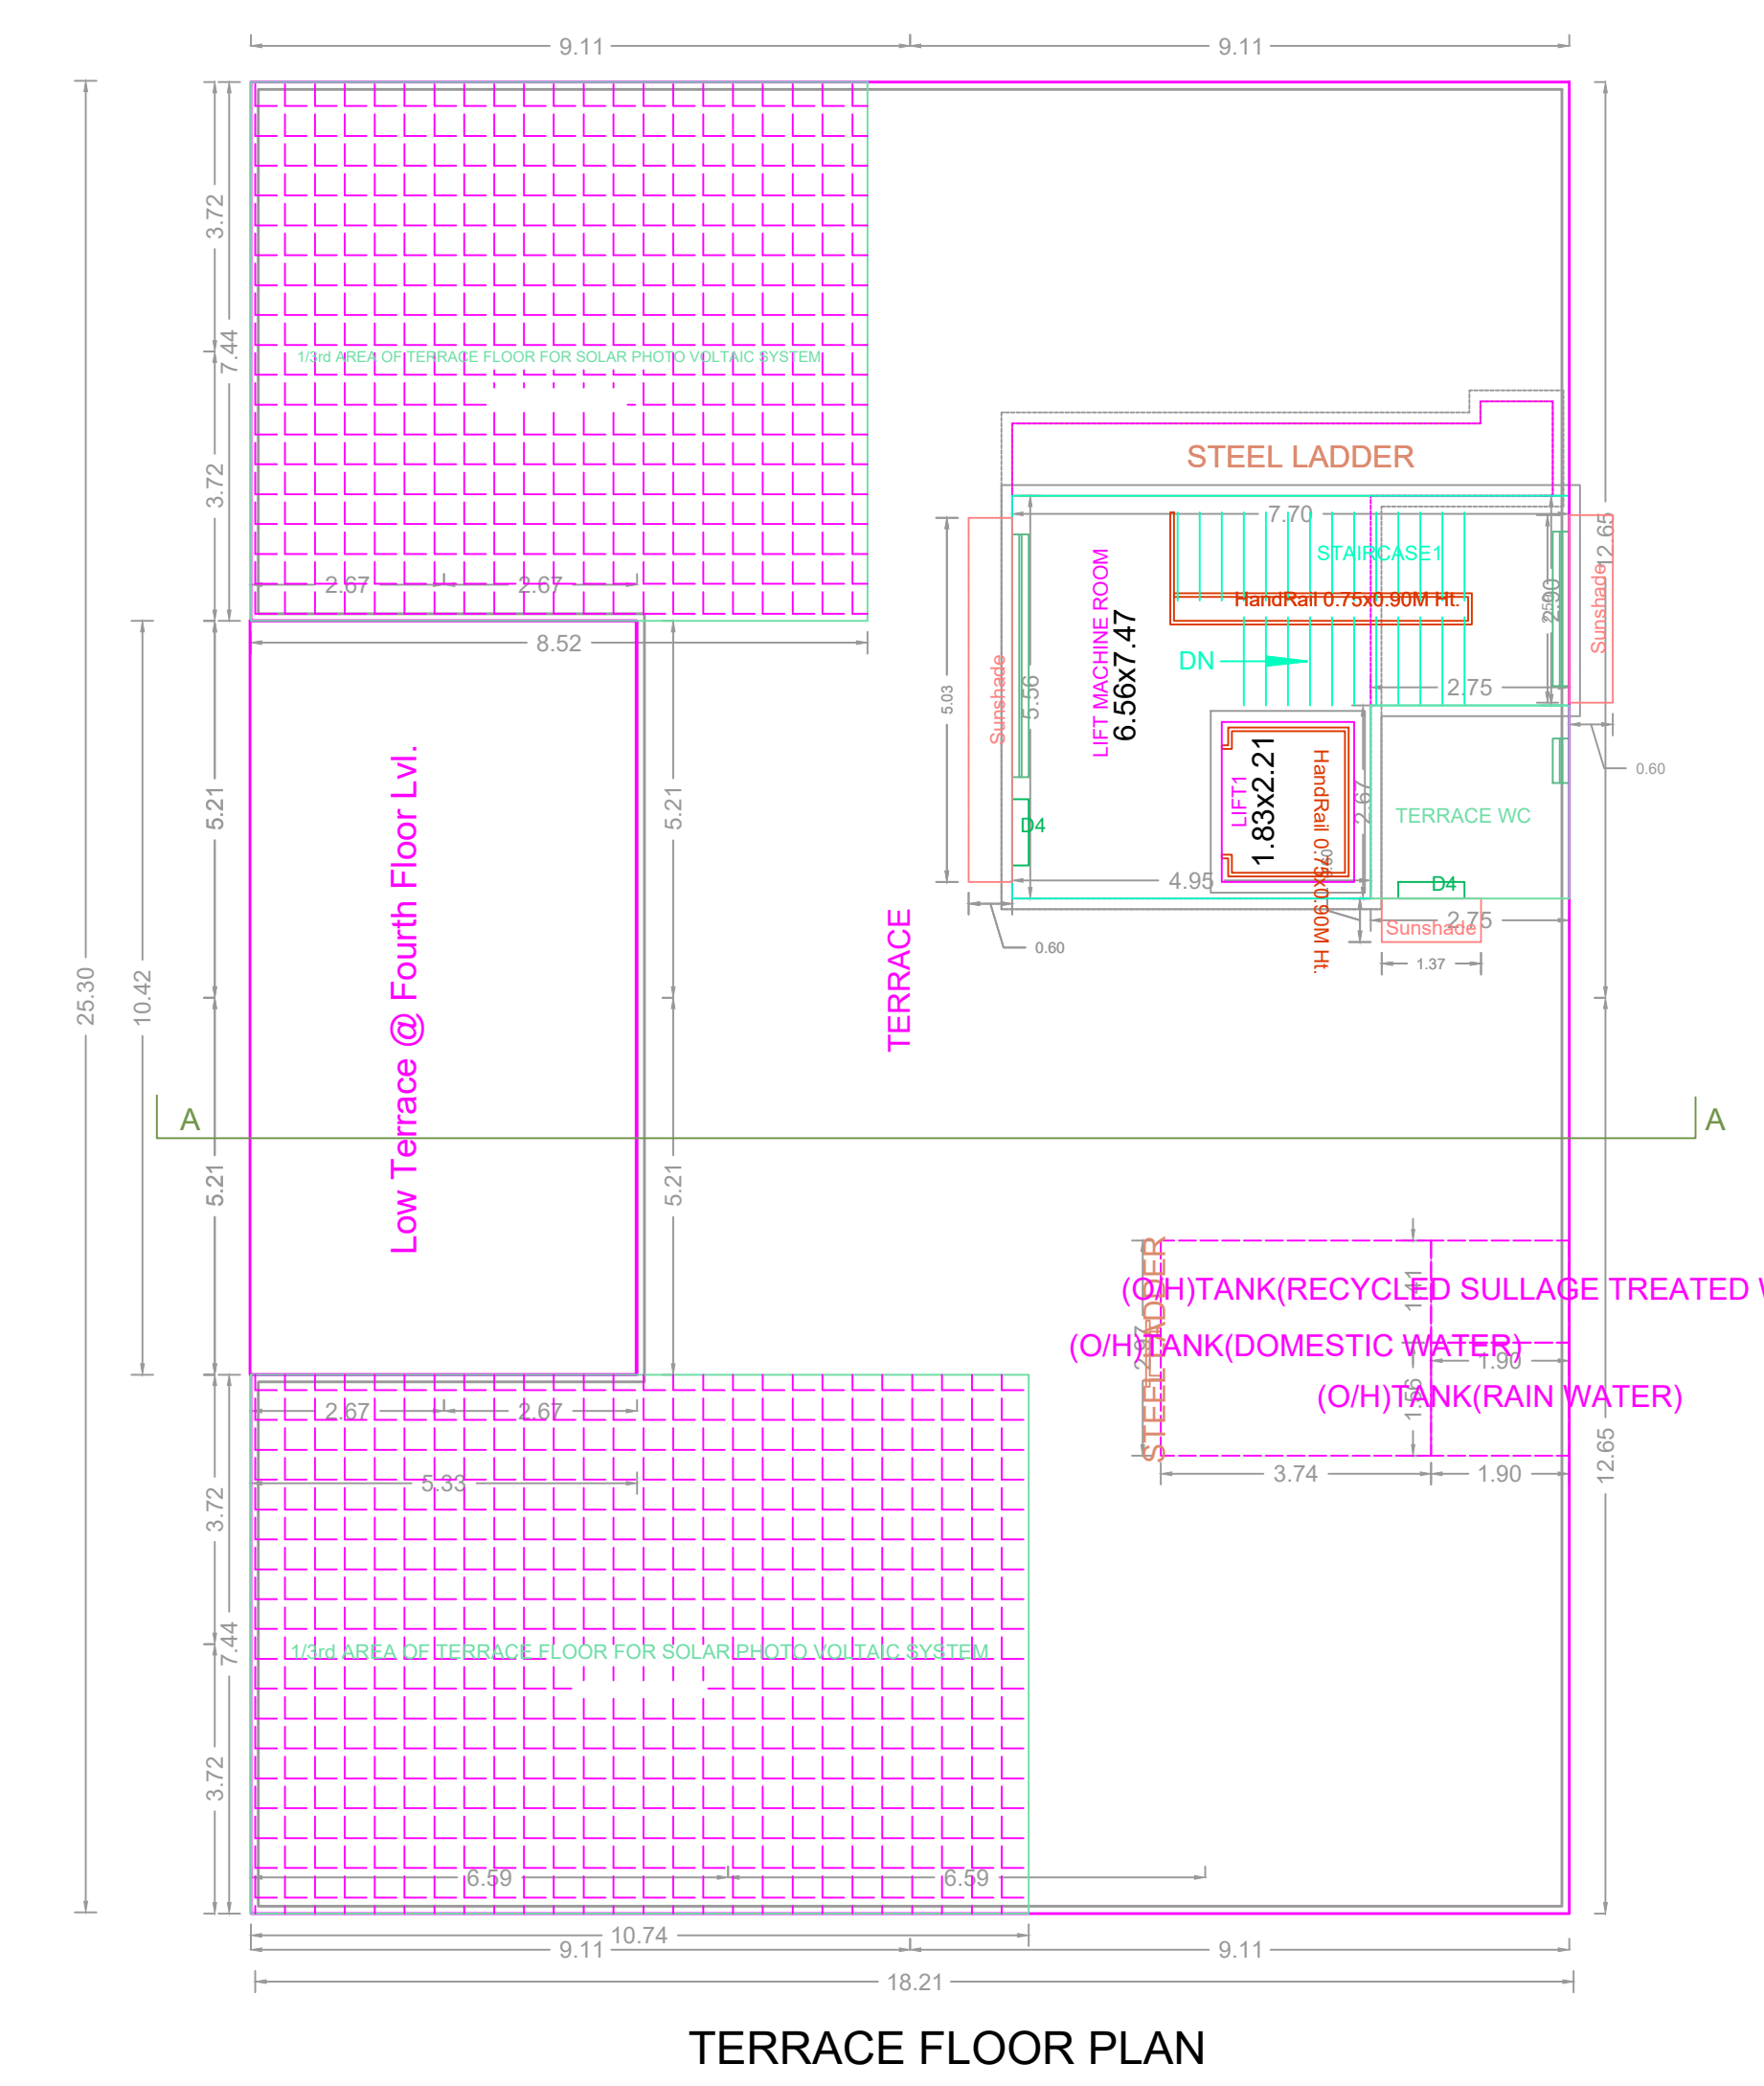 9.11
9.11
3.72
7.44
3.72
1/3rd AREA OF TERRACE FLOOR FOR SOLAR PHOTO VOLTAIC SYSTEM
2.67
2.67
8.52
STEEL LADDER
7.70
STAIRCASE1
12.65
HandRail 0.75x0.90M Ht.
2.90
Sunshade
LIFT MACHINE ROOM
6.56x7.47
DN
2.75
5.03
Sunshade
5.56
0.60
LIFT1
1.83x2.21
HandRail 0.75x0.90M Ht.
2.67
TERRACE WC
D4
D4
4.95
2.75
Sunshade
0.60
1.37
5.21
5.21
25.30
10.42
Low Terrace @ Fourth Floor Lvl.
TERRACE
A
A
5.21
5.21
STEEL LADDER
1.41
(O/H)TANK(RECYCLED SULLAGE TREATED
(O/H)TANK(DOMESTIC WATER)
1.90
(O/H)TANK(RAIN WATER)
1.56
3.74
1.90
12.65
2.67
2.67
5.33
3.72
7.44
3.72
1/3rd AREA OF TERRACE FLOOR FOR SOLAR PHOTO VOLTAIC SYSTEM
6.59
6.59
10.74
9.11
9.11
18.21
TERRACE FLOOR PLAN